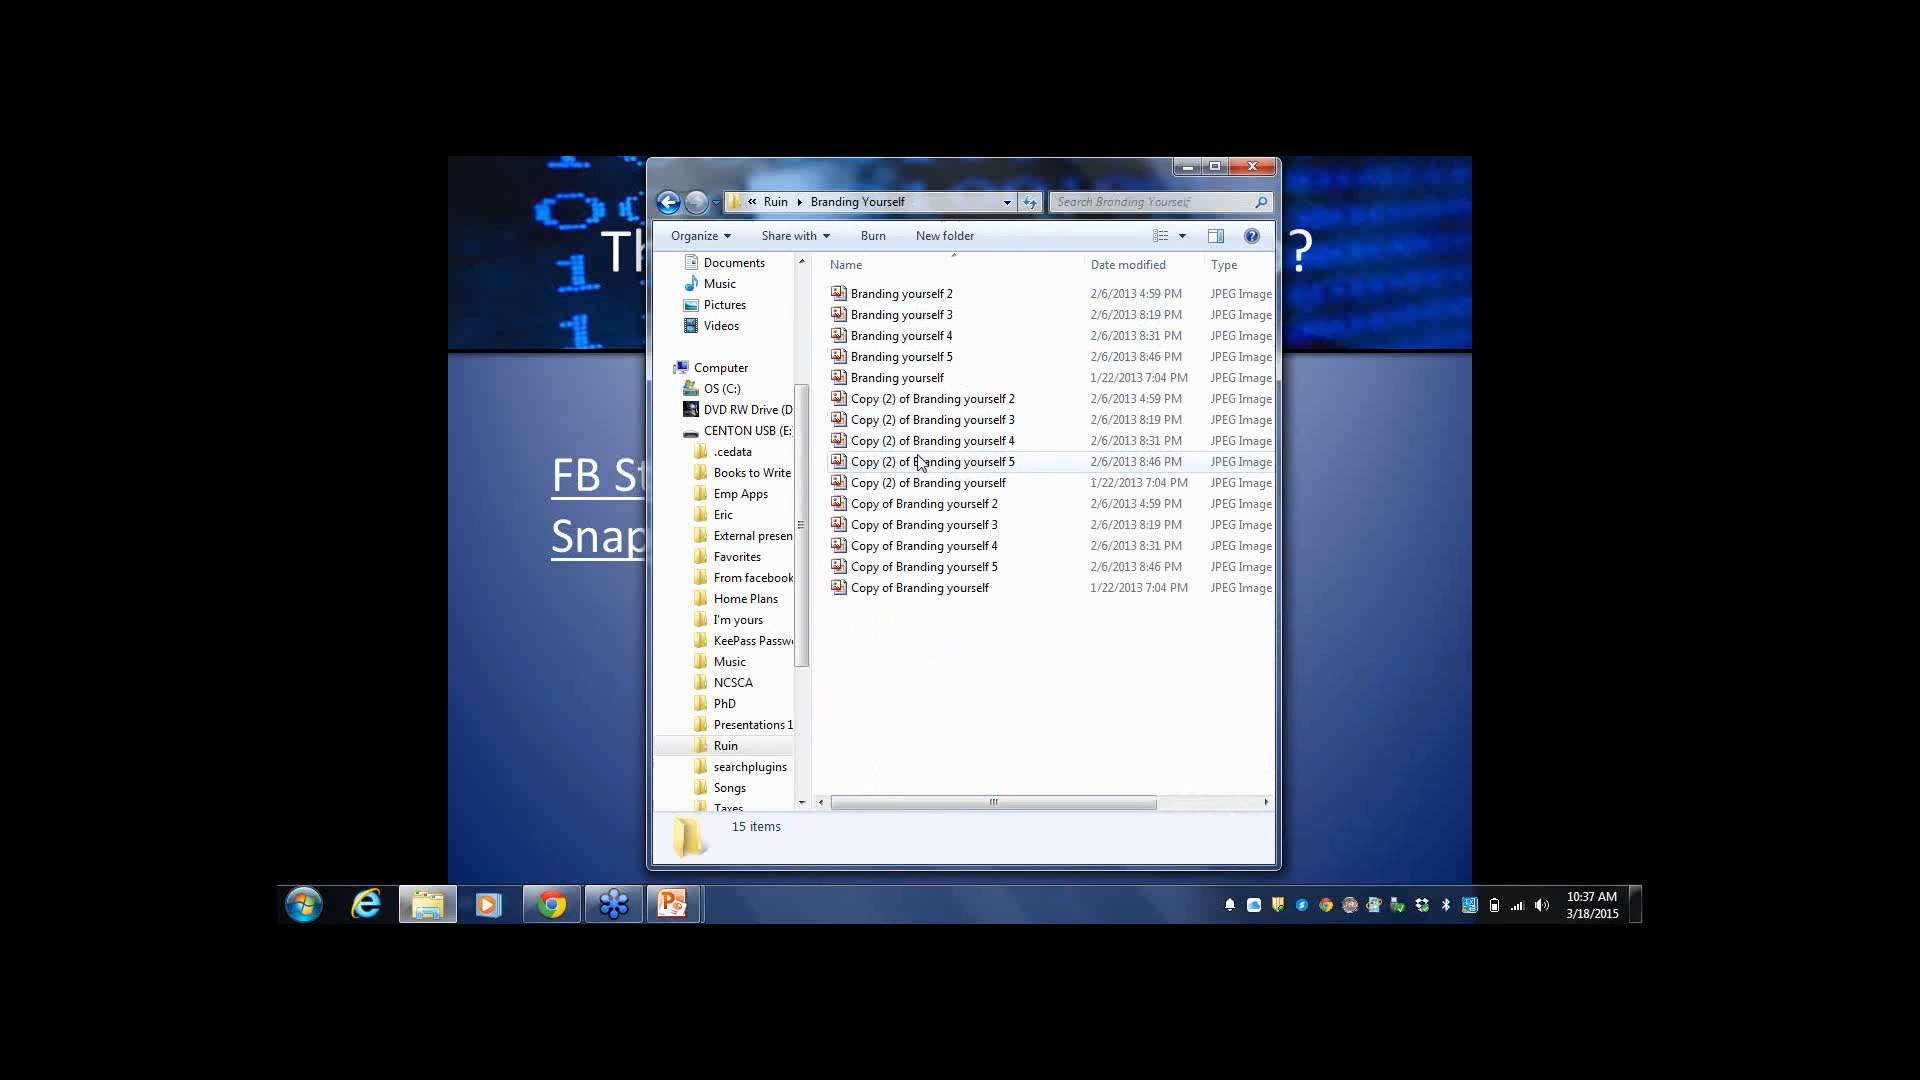 Ruin ▸ Branding Yourself
Search Branding Yourself
Organize Share with Burn New folder
Th ?
FB St
Snap
Documents
Music
Pictures
Videos
Computer
OS (C:)
DVD RW Drive (D
CENTON USB (E:
.cedata
Books to Write
Emp Apps
Eric
External presen
Favorites
From facebook
Home Plans
I'm yours
KeePass Passw
Music
NCSCA
PhD
Presentations 1
Ruin
searchplugins
Songs
Taxes
Name Date modified Type
Branding yourself 2 2/6/2013 4:59 PM JPEG Image
Branding yourself 3 2/6/2013 8:19 PM JPEG Image
Branding yourself 4 2/6/2013 8:31 PM JPEG Image
Branding yourself 5 2/6/2013 8:46 PM JPEG Image
Branding yourself 1/22/2013 7:04 PM JPEG Image
Copy (2) of Branding yourself 2 2/6/2013 4:59 PM JPEG Image
Copy (2) of Branding yourself 3 2/6/2013 8:19 PM JPEG Image
Copy (2) of Branding yourself 4 2/6/2013 8:31 PM JPEG Image
Copy (2) of Branding yourself 5 2/6/2013 8:46 PM JPEG Image
Copy (2) of Branding yourself 1/22/2013 7:04 PM JPEG Image
Copy of Branding yourself 2 2/6/2013 4:59 PM JPEG Image
Copy of Branding yourself 3 2/6/2013 8:19 PM JPEG Image
Copy of Branding yourself 4 2/6/2013 8:31 PM JPEG Image
Copy of Branding yourself 5 2/6/2013 8:46 PM JPEG Image
Copy of Branding yourself 1/22/2013 7:04 PM JPEG Image
15 items
10:37 AM
3/18/2015